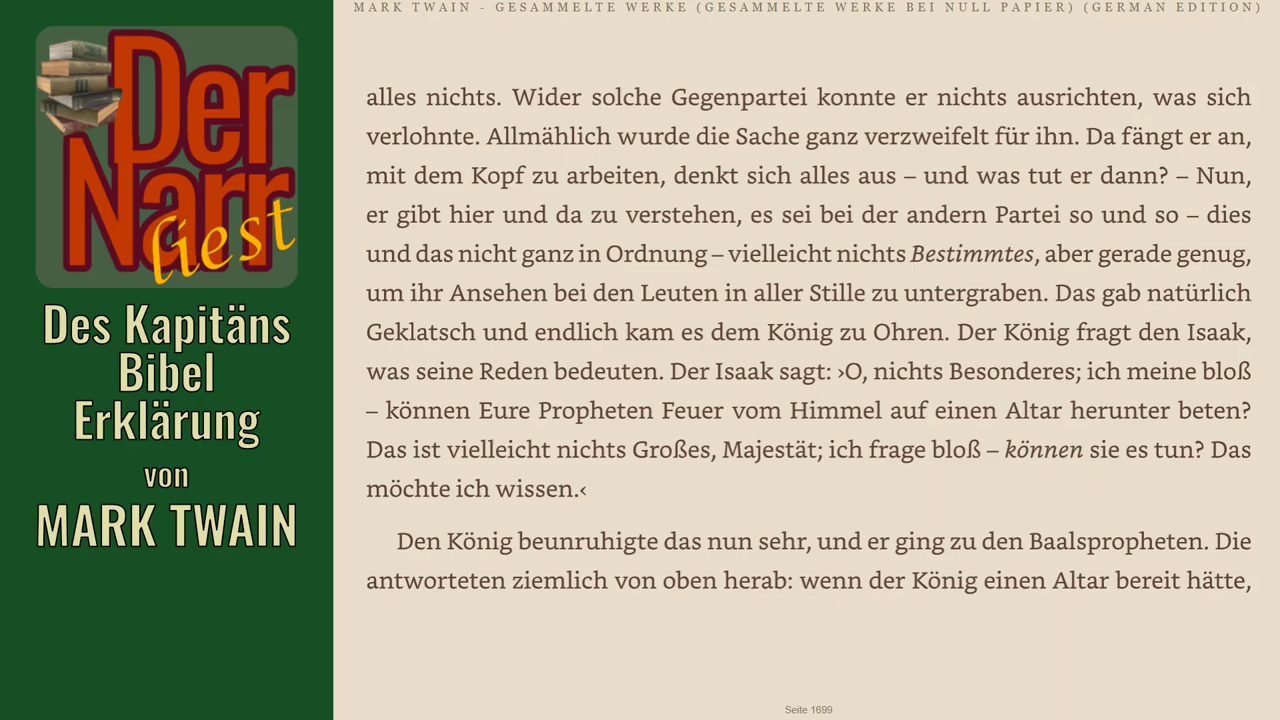 Der
Narr
liest
Des Kapitäns
Bibel
Erklärung
von
MARK TWAIN
MARK TWAIN - GESAMMELTE WERKE (GESAMMELTE WERKE BEI NULL PAPIER) (GERMAN EDITION)
alles nichts. Wider solche Gegenpartei konnte er nichts ausrichten, was sich
verlohnte. Allmählich wurde die Sache ganz verzweifelt für ihn. Da fängt er an,
mit dem Kopf zu arbeiten, denkt sich alles aus – und was tut er dann? – Nun,
er gibt hier und da zu verstehen, es sei bei der andern Partei so und so – dies
und das nicht ganz in Ordnung – vielleicht nichts Bestimmtes, aber gerade genug,
um ihr Ansehen bei den Leuten in aller Stille zu untergraben. Das gab natürlich
Geklatsch und endlich kam es dem König zu Ohren. Der König fragt den Isaak,
was seine Reden bedeuten. Der Isaak sagt: ›O, nichts Besonderes; ich meine bloß
– können Eure Propheten Feuer vom Himmel auf einen Altar herunter beten?
Das ist vielleicht nichts Großes, Majestät; ich frage bloß – können sie es tun? Das
möchte ich wissen.‹
Den König beunruhigte das nun sehr, und er ging zu den Baalspropheten. Die
antworteten ziemlich von oben herab: wenn der König einen Altar bereit hätte,
Seite 1699